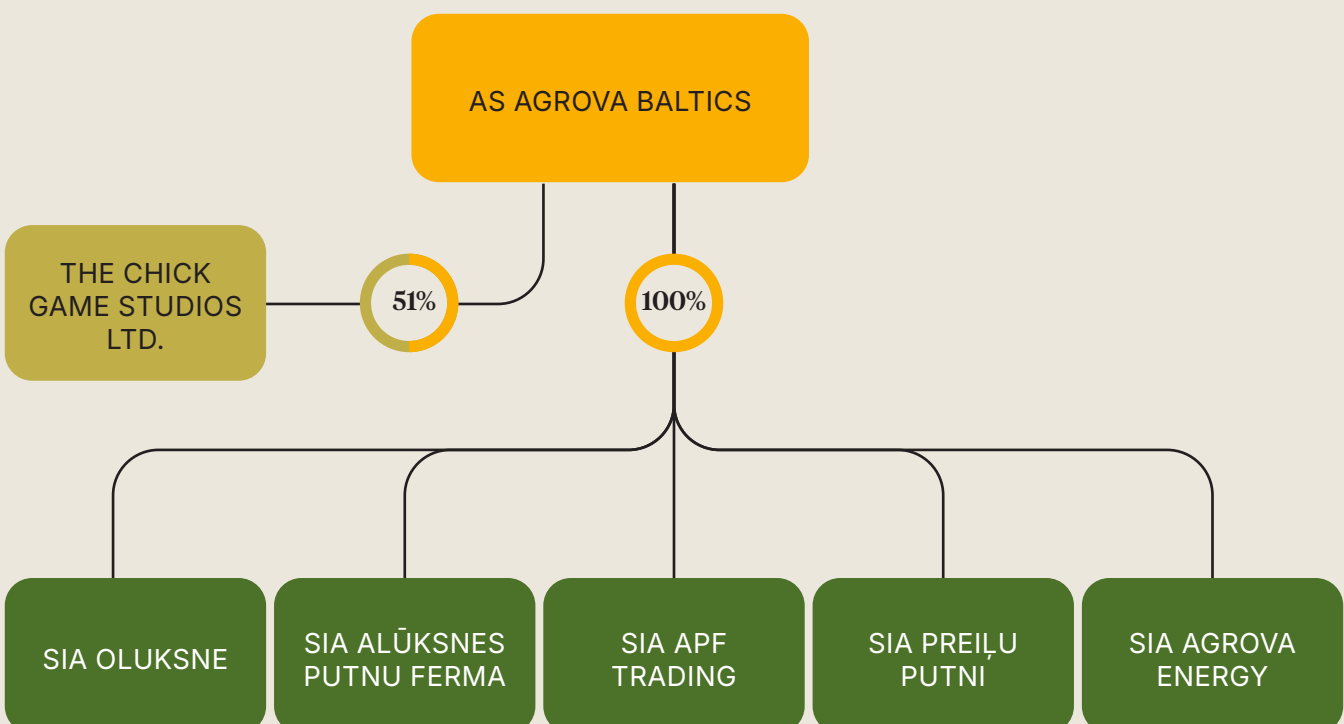 AS AGROVA BALTICS
THE CHICK
GAME STUDIOS
LTD.
51%
100%
SIA OLUKSNE
SIA ALŪKSNES
PUTNU FERMA
SIA APF
TRADING
SIA PREIĻU
PUTNI
SIA AGROVA
ENERGY